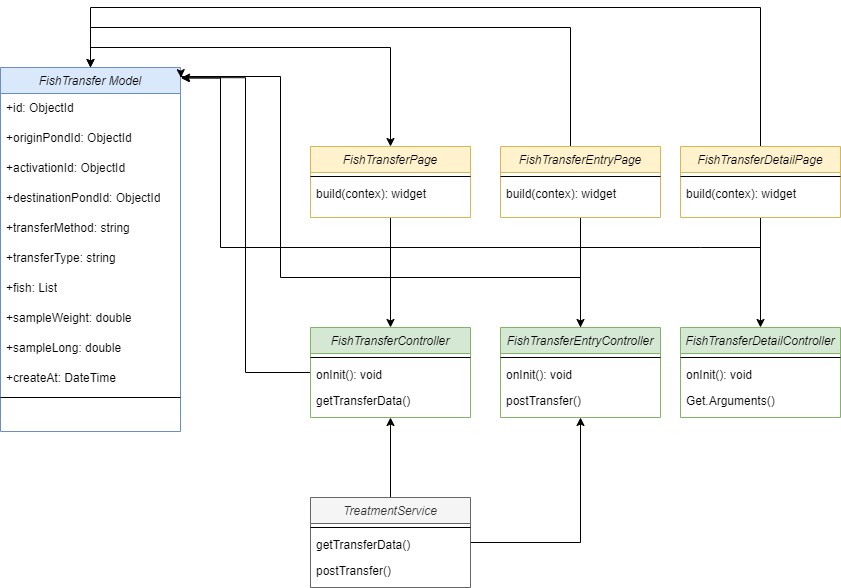 FishTransfer Model
+id: ObjectId
+originPondId: ObjectId
+activationId: ObjectId
+destinationPondId: ObjectId
+transferMethod: string
+transferType: string
+fish: List
+sampleWeight: double
+sampleLong: double
+createAt: DateTime
FishTransferPage
build(contex): widget
FishTransferEntryPage
build(contex): widget
FishTransferDetailPage
build(contex): widget
FishTransferController
onInit(): void
getTransferData()
FishTransferEntryController
onInit(): void
postTransfer()
FishTransferDetailController
onInit(): void
Get.Arguments()
TreatmentService
getTransferData()
postTransfer()